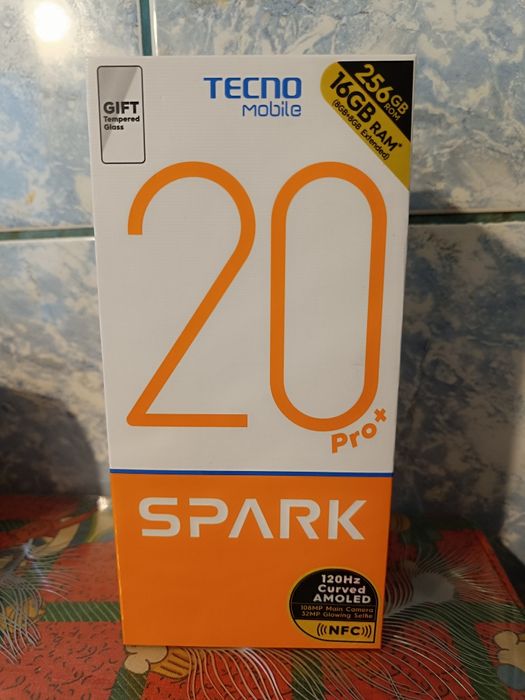 GIFT
Tempered
Glass
TECNO
Mobile
256GB
ROM
16GB RAM*
(8GB+8GB Extended)
20
Pro+
SPARK
120Hz
Curved
AMOLED
108MP Main Camera
32MP Glowing Selfie
(((NFC)))